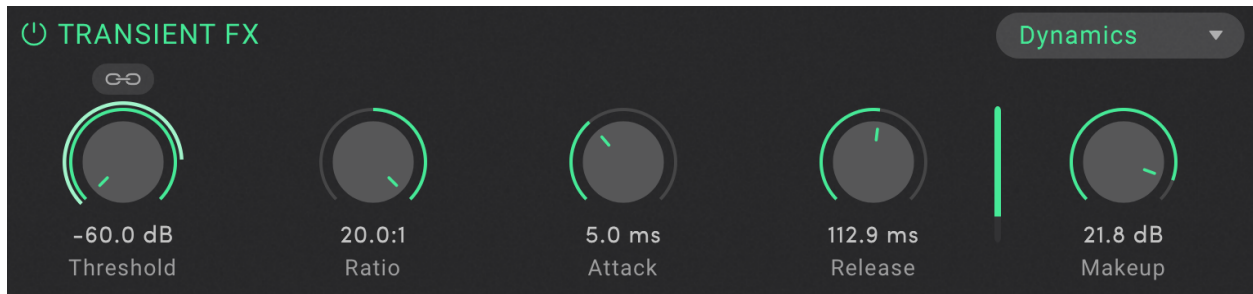 TRANSIENT FX
Dynamics
-60.0 dB
20.0:1
5.0 ms
112.9 ms
21.8 dB
Threshold
Ratio
Attack
Release
Makeup